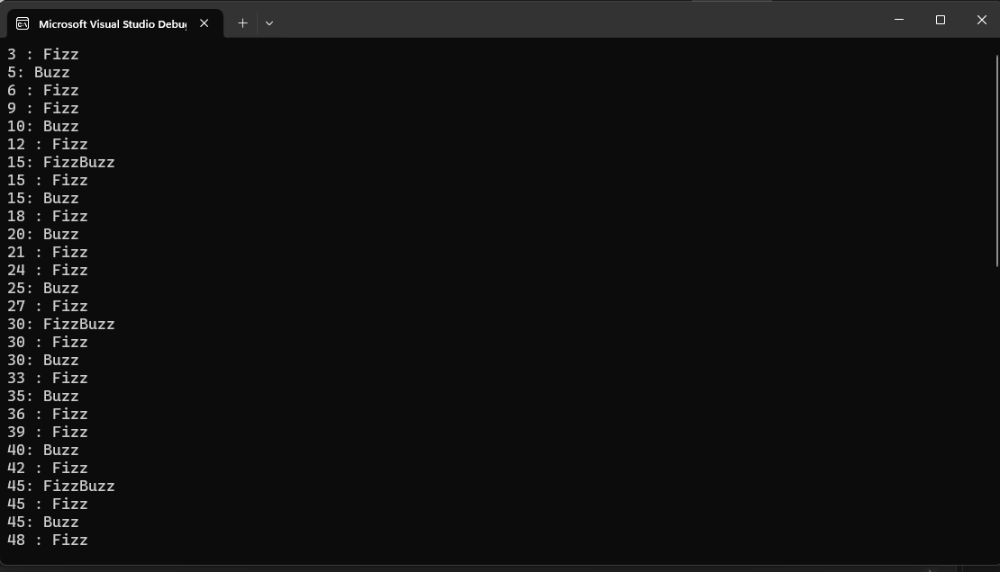 Microsoft Visual Studio Debug
3 : Fizz
5: Buzz
6 : Fizz
9 : Fizz
10: Buzz
12 : Fizz
15: FizzBuzz
15 : Fizz
15: Buzz
18 : Fizz
20: Buzz
21 : Fizz
24 : Fizz
25: Buzz
27 : Fizz
30: FizzBuzz
30 : Fizz
30: Buzz
33 : Fizz
35: Buzz
36 : Fizz
39 : Fizz
40: Buzz
42 : Fizz
45: FizzBuzz
45 : Fizz
45: Buzz
48 : Fizz